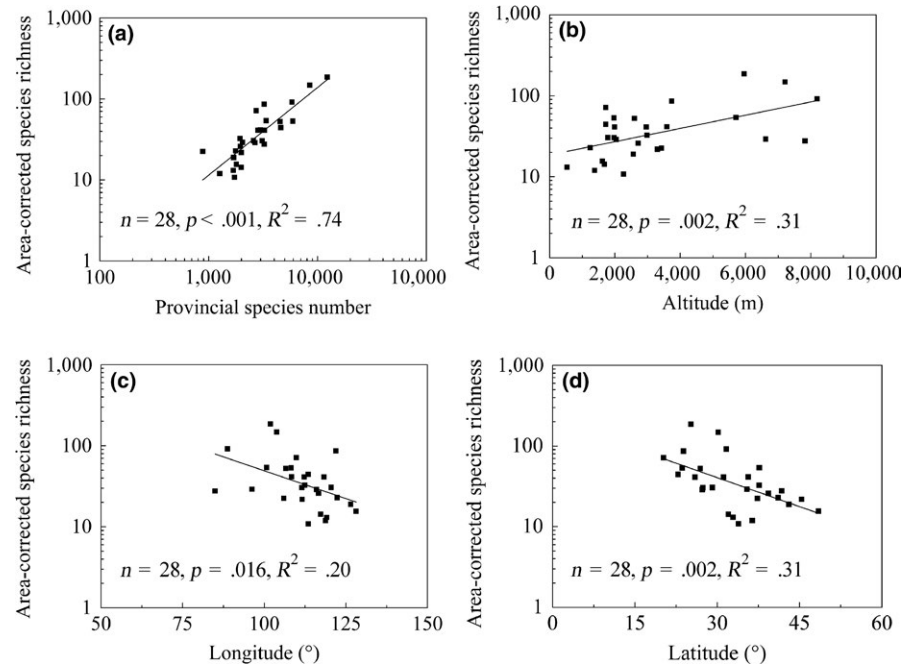 (a)
Area-corrected species richness
1,000
100
10
1
n = 28, p < .001, R² = .74
100 1,000 10,000 10,000
Provincial species number
(b)
Area-corrected species richness
1,000
100
10
1
n = 28, p = .002, R² = .31
0 2,000 4,000 6,000 8,000 10,000
Altitude (m)
(c)
Area-corrected species richness
1,000
100
10
1
n = 28, p = .016, R² = .20
50 75 100 125 150
Longitude (°)
(d)
Area-corrected species richness
1,000
100
10
1
n = 28, p = .002, R² = .31
0 15 30 45 60
Latitude (°)